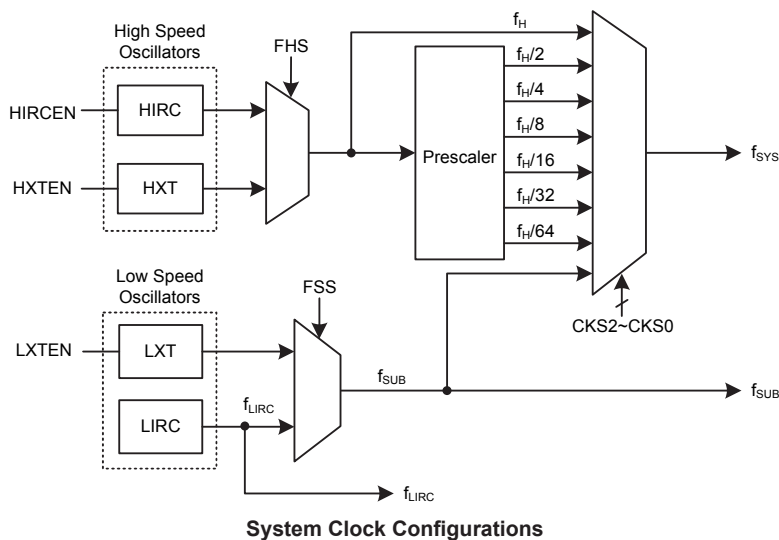 High Speed
Oscillators
HIRCEN
HIRC
HXTEN
HXT
FHS
Prescaler
fH
fH/2
fH/4
fH/8
fH/16
fH/32
fH/64
fSYS
CKS2~CKS0
Low Speed
Oscillators
LXTEN
LXT
LIRC
fLIRC
FSS
fSUB
fSUB
fLIRC
System Clock Configurations